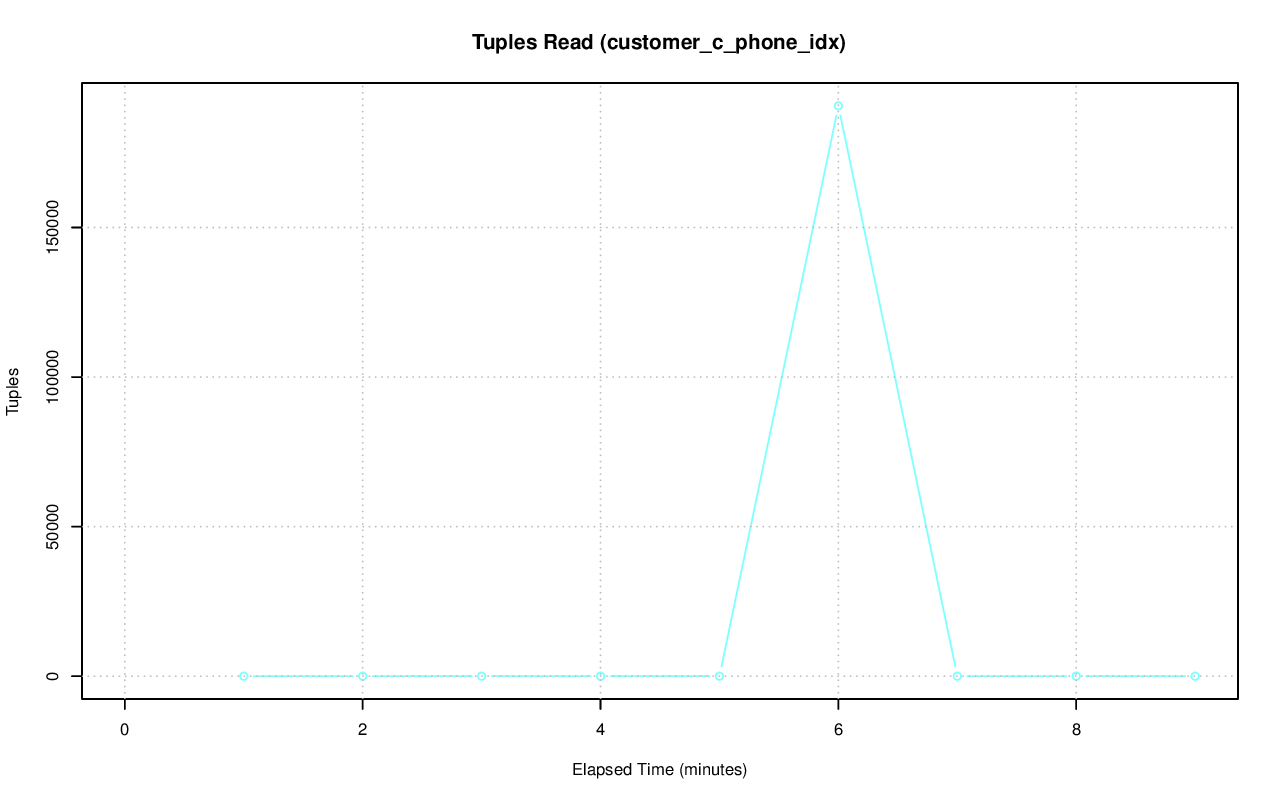 Tuples Read (customer_c_phone_idx)
Tuples
150000
100000
50000
0
0 2 4 6 8
Elapsed Time (minutes)